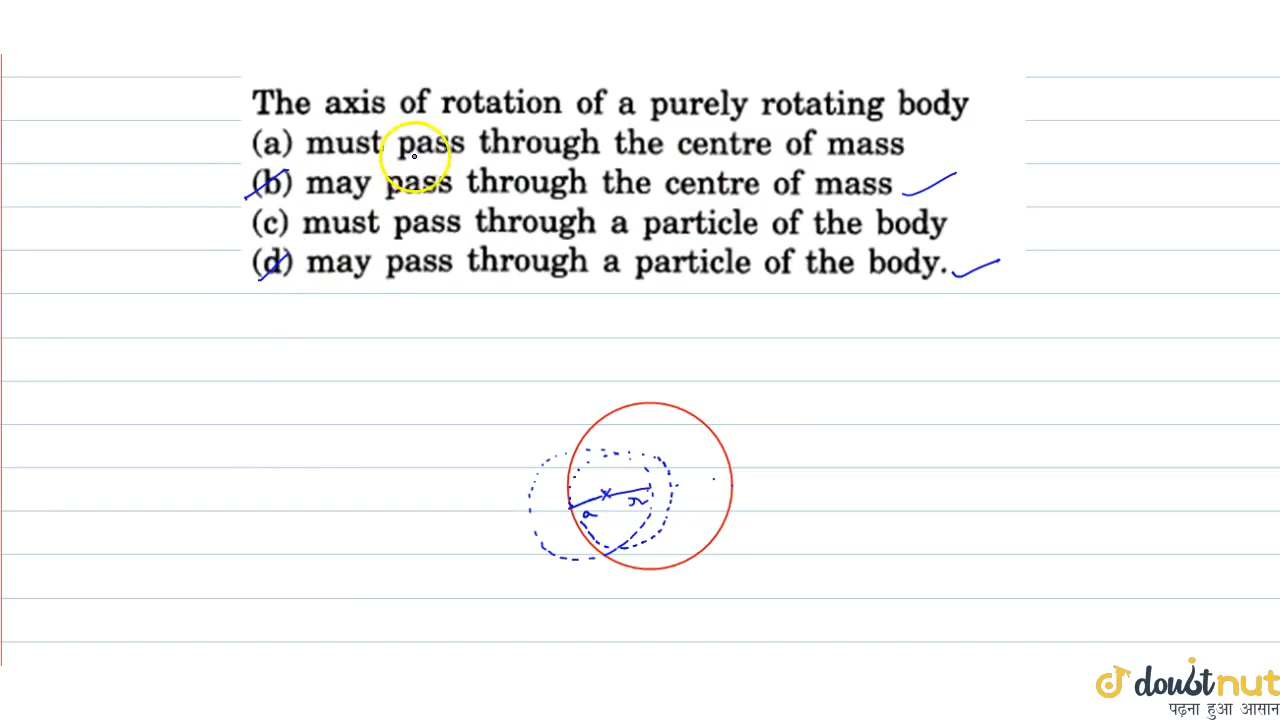 The axis of rotation of a purely rotating body
(a) must pass through the centre of mass
(b) may pass through the centre of mass
(c) must pass through a particle of the body
(d) may pass through a particle of the body.
doubtnut
पढ़ना हुआ आसान